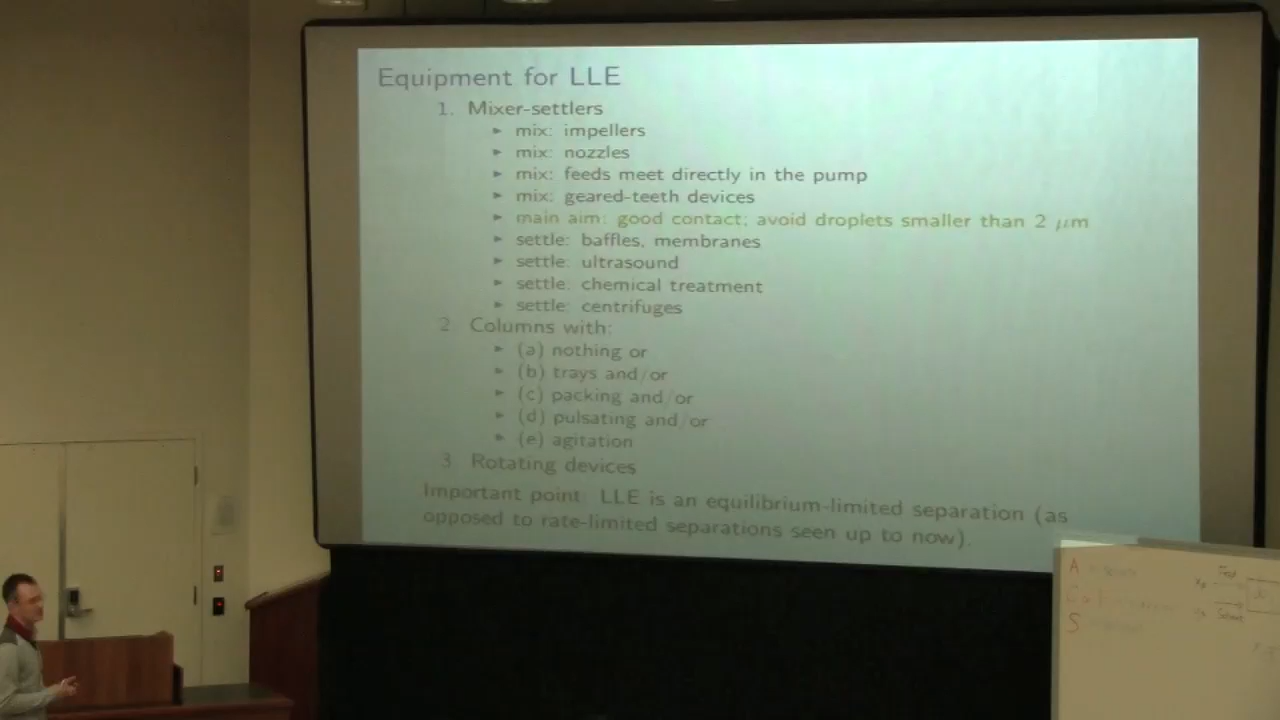 Equipment for LLE
1. Mixer-settlers
► mix: impellers
► mix: nozzles
► mix: feeds meet directly in the pump
► mix: geared-teeth devices
► main aim: good contact; avoid droplets smaller than 2 μm
► settle: baffles, membranes
► settle: ultrasound
► settle: chemical treatment
► settle: centrifuges
2. Columns with:
► (a) nothing or
► (b) trays and/or
► (c) packing and/or
► (d) pulsating and/or
► (e) agitation
3. Rotating devices
Important point: LLE is an equilibrium-limited separation (as
opposed to rate-limited separations seen up to now).
A
C
S
Feed
Solvent